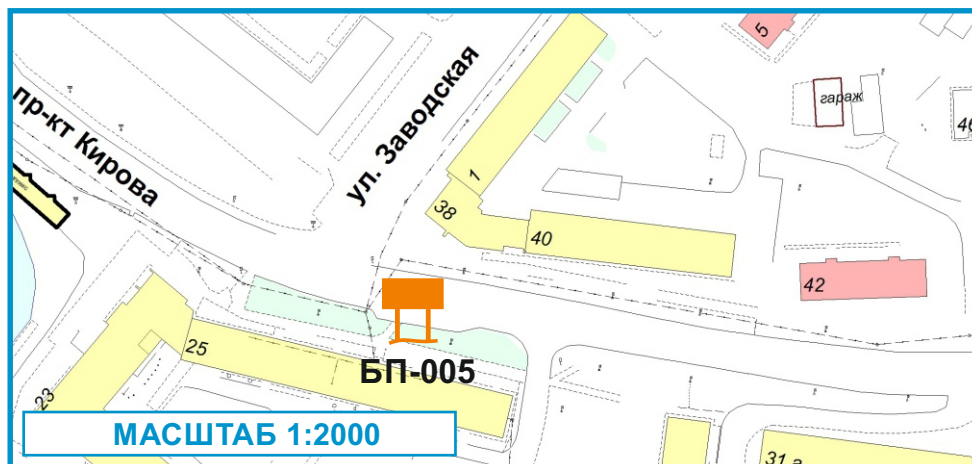 5
ул. Заводская
пр-кт Кирова
гараж
46
1
38
40
42
25
БП-005
23
МАСШТАБ 1:2000
31 а